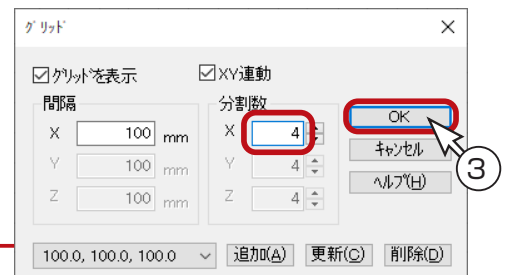 グリッド
☑グリッドを表示 ☑XY連動
間隔 分割数
X 100 mm X 4 OK
Y 100 mm Y 4 キャンセル
Z 100 mm Z 4 ヘルプ(H)
③
100.0, 100.0, 100.0 追加(A) 更新(C) 削除(D)